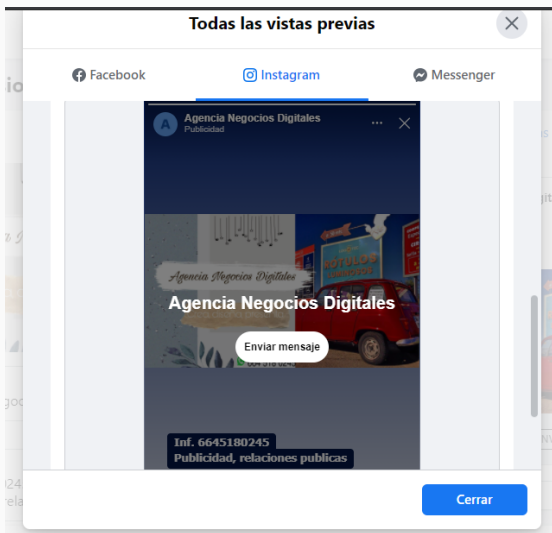 Todas las vistas previas
Facebook
Instagram
Messenger
A
Agencia Negocios Digitales
Publicidad
RÓTULOS
Agencia Negocios Digitales
Agencia Negocios Digitales
Enviar mensaje
Inf. 6645180245
Publicidad, relaciones publicas
Cerrar